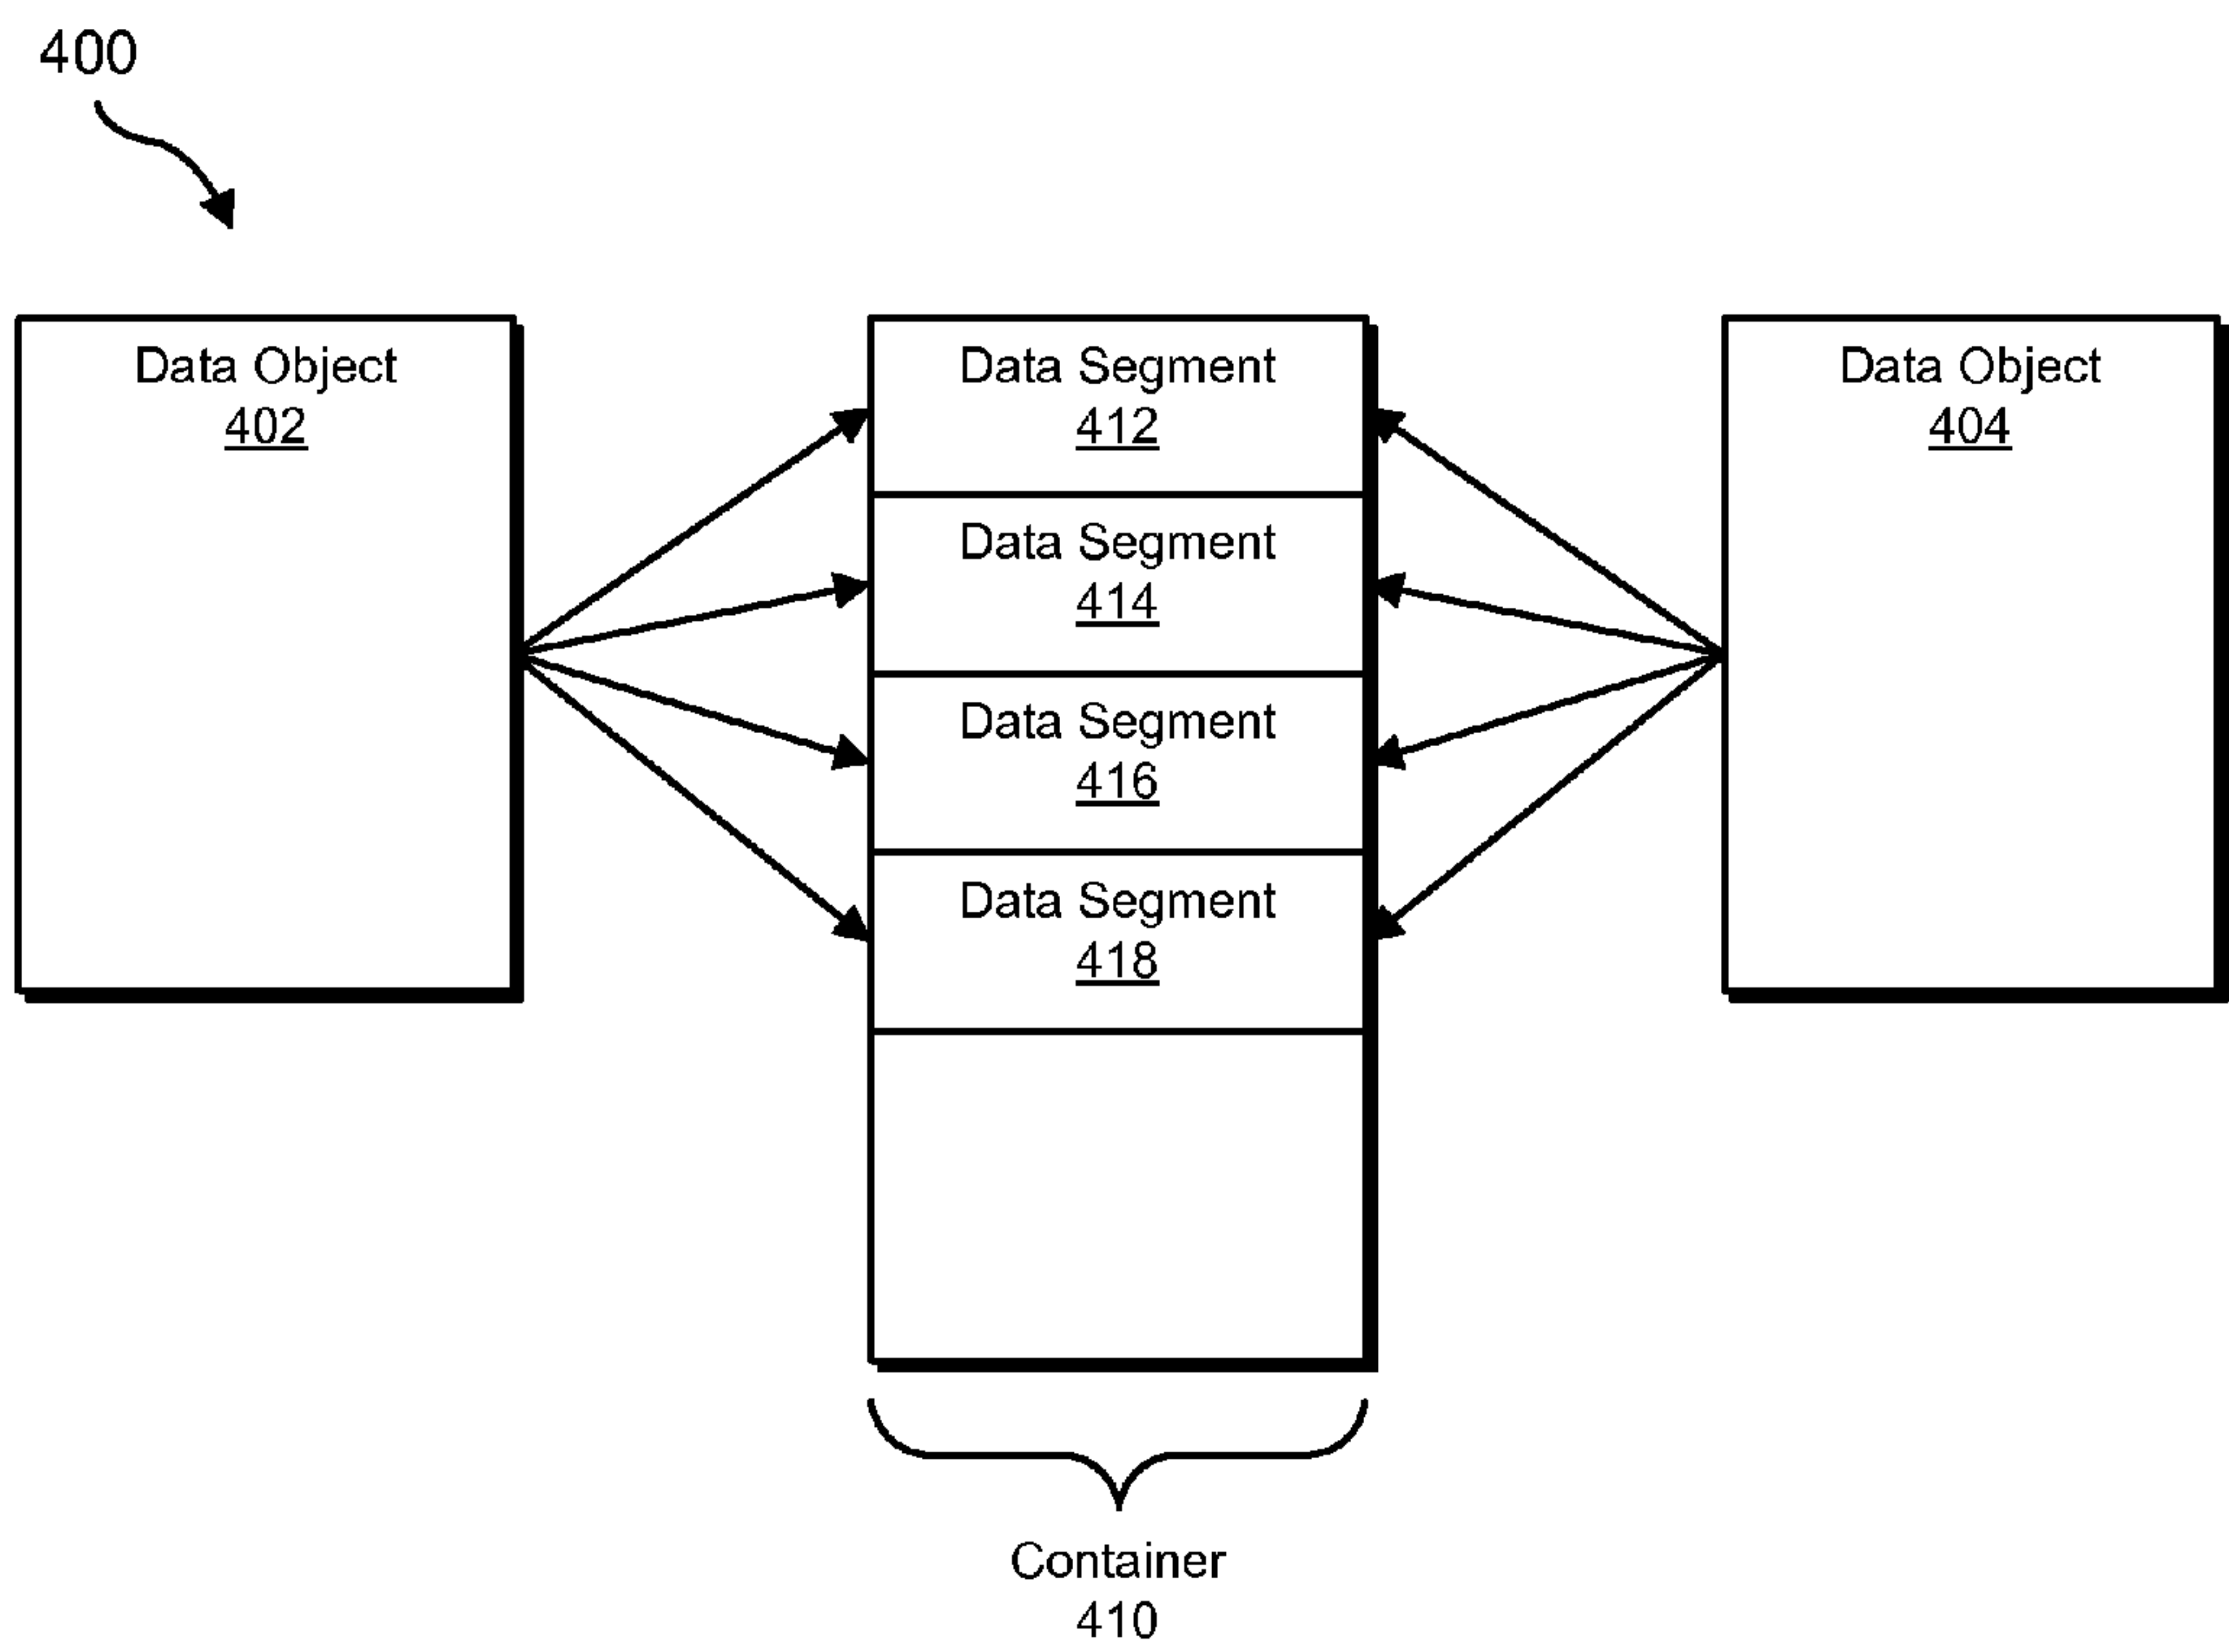 400
Data Object
402
Data Segment
412
Data Segment
414
Data Segment
416
Data Segment
418
Data Object
404
Container
410